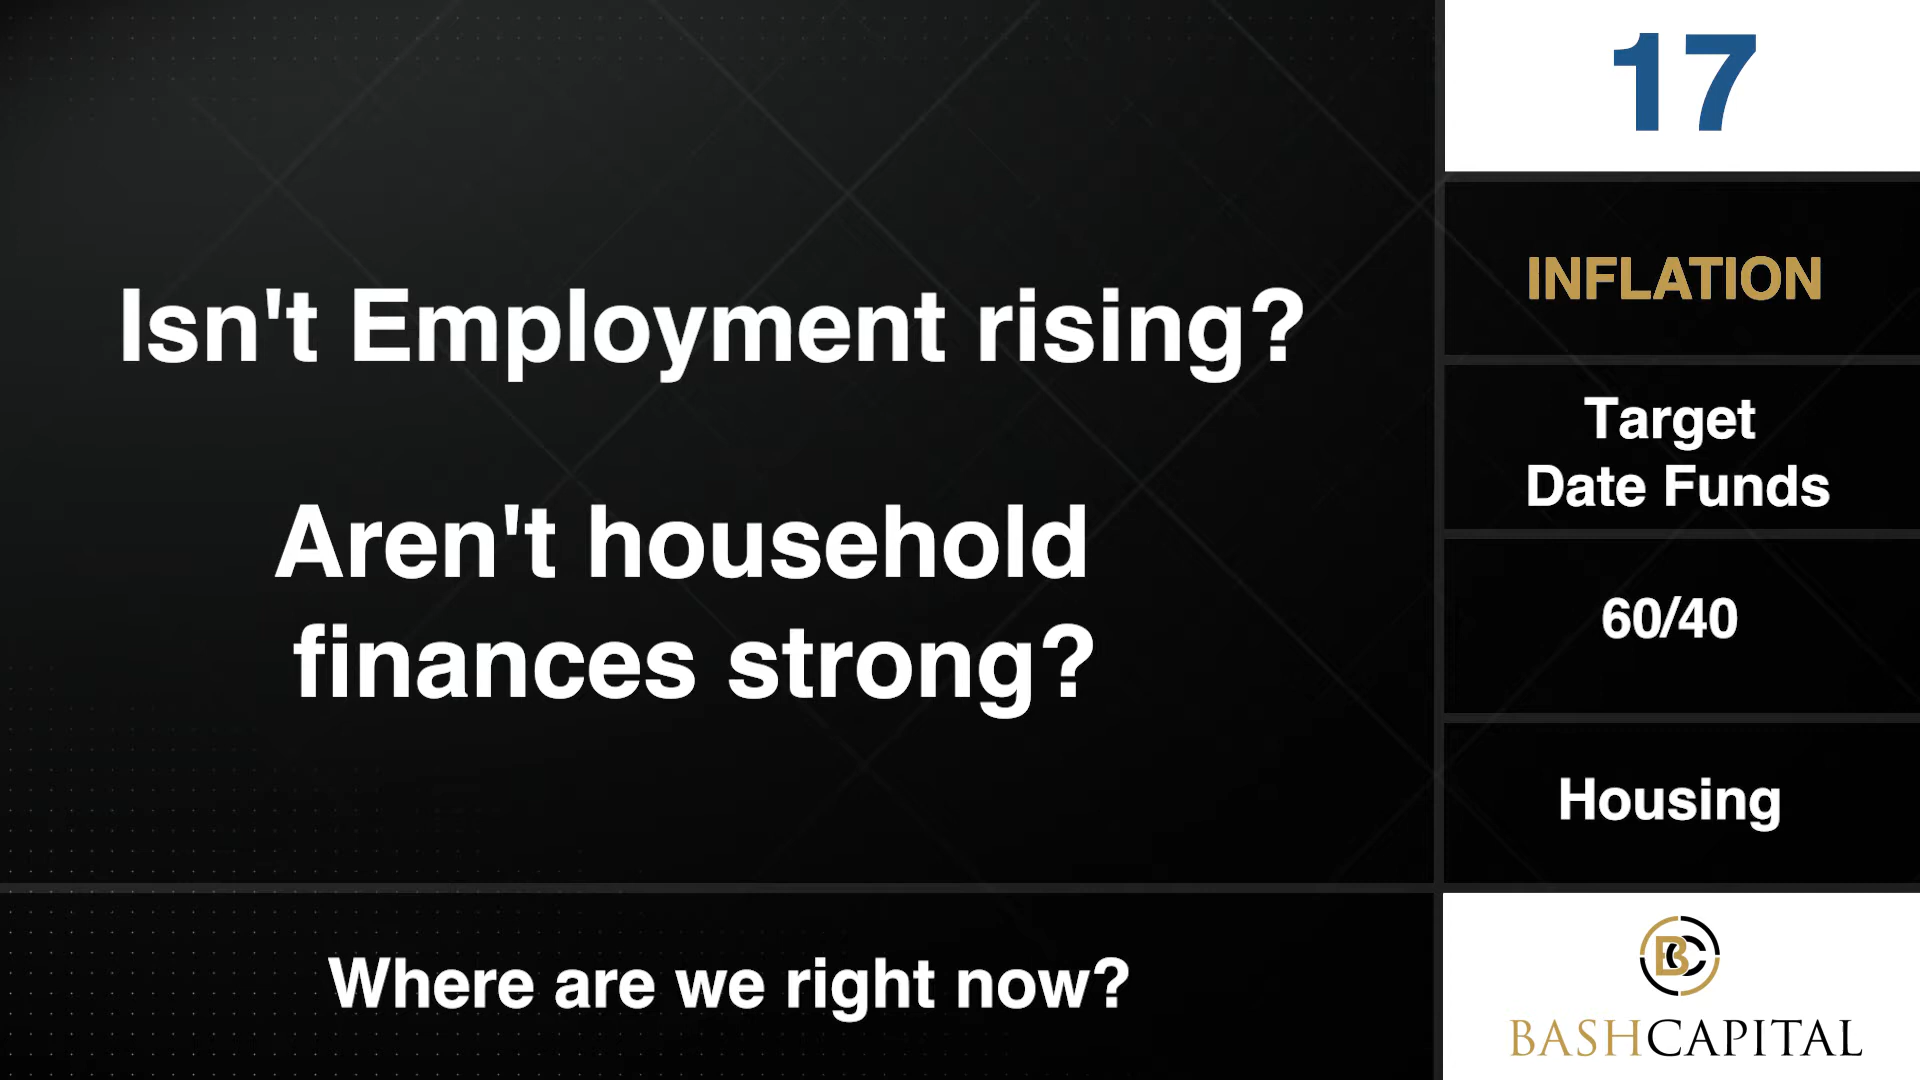 Isn't Employment rising?
Aren't household
finances strong?
Where are we right now?
17
INFLATION
Target
Date Funds
60/40
Housing
BC
BASHCAPITAL